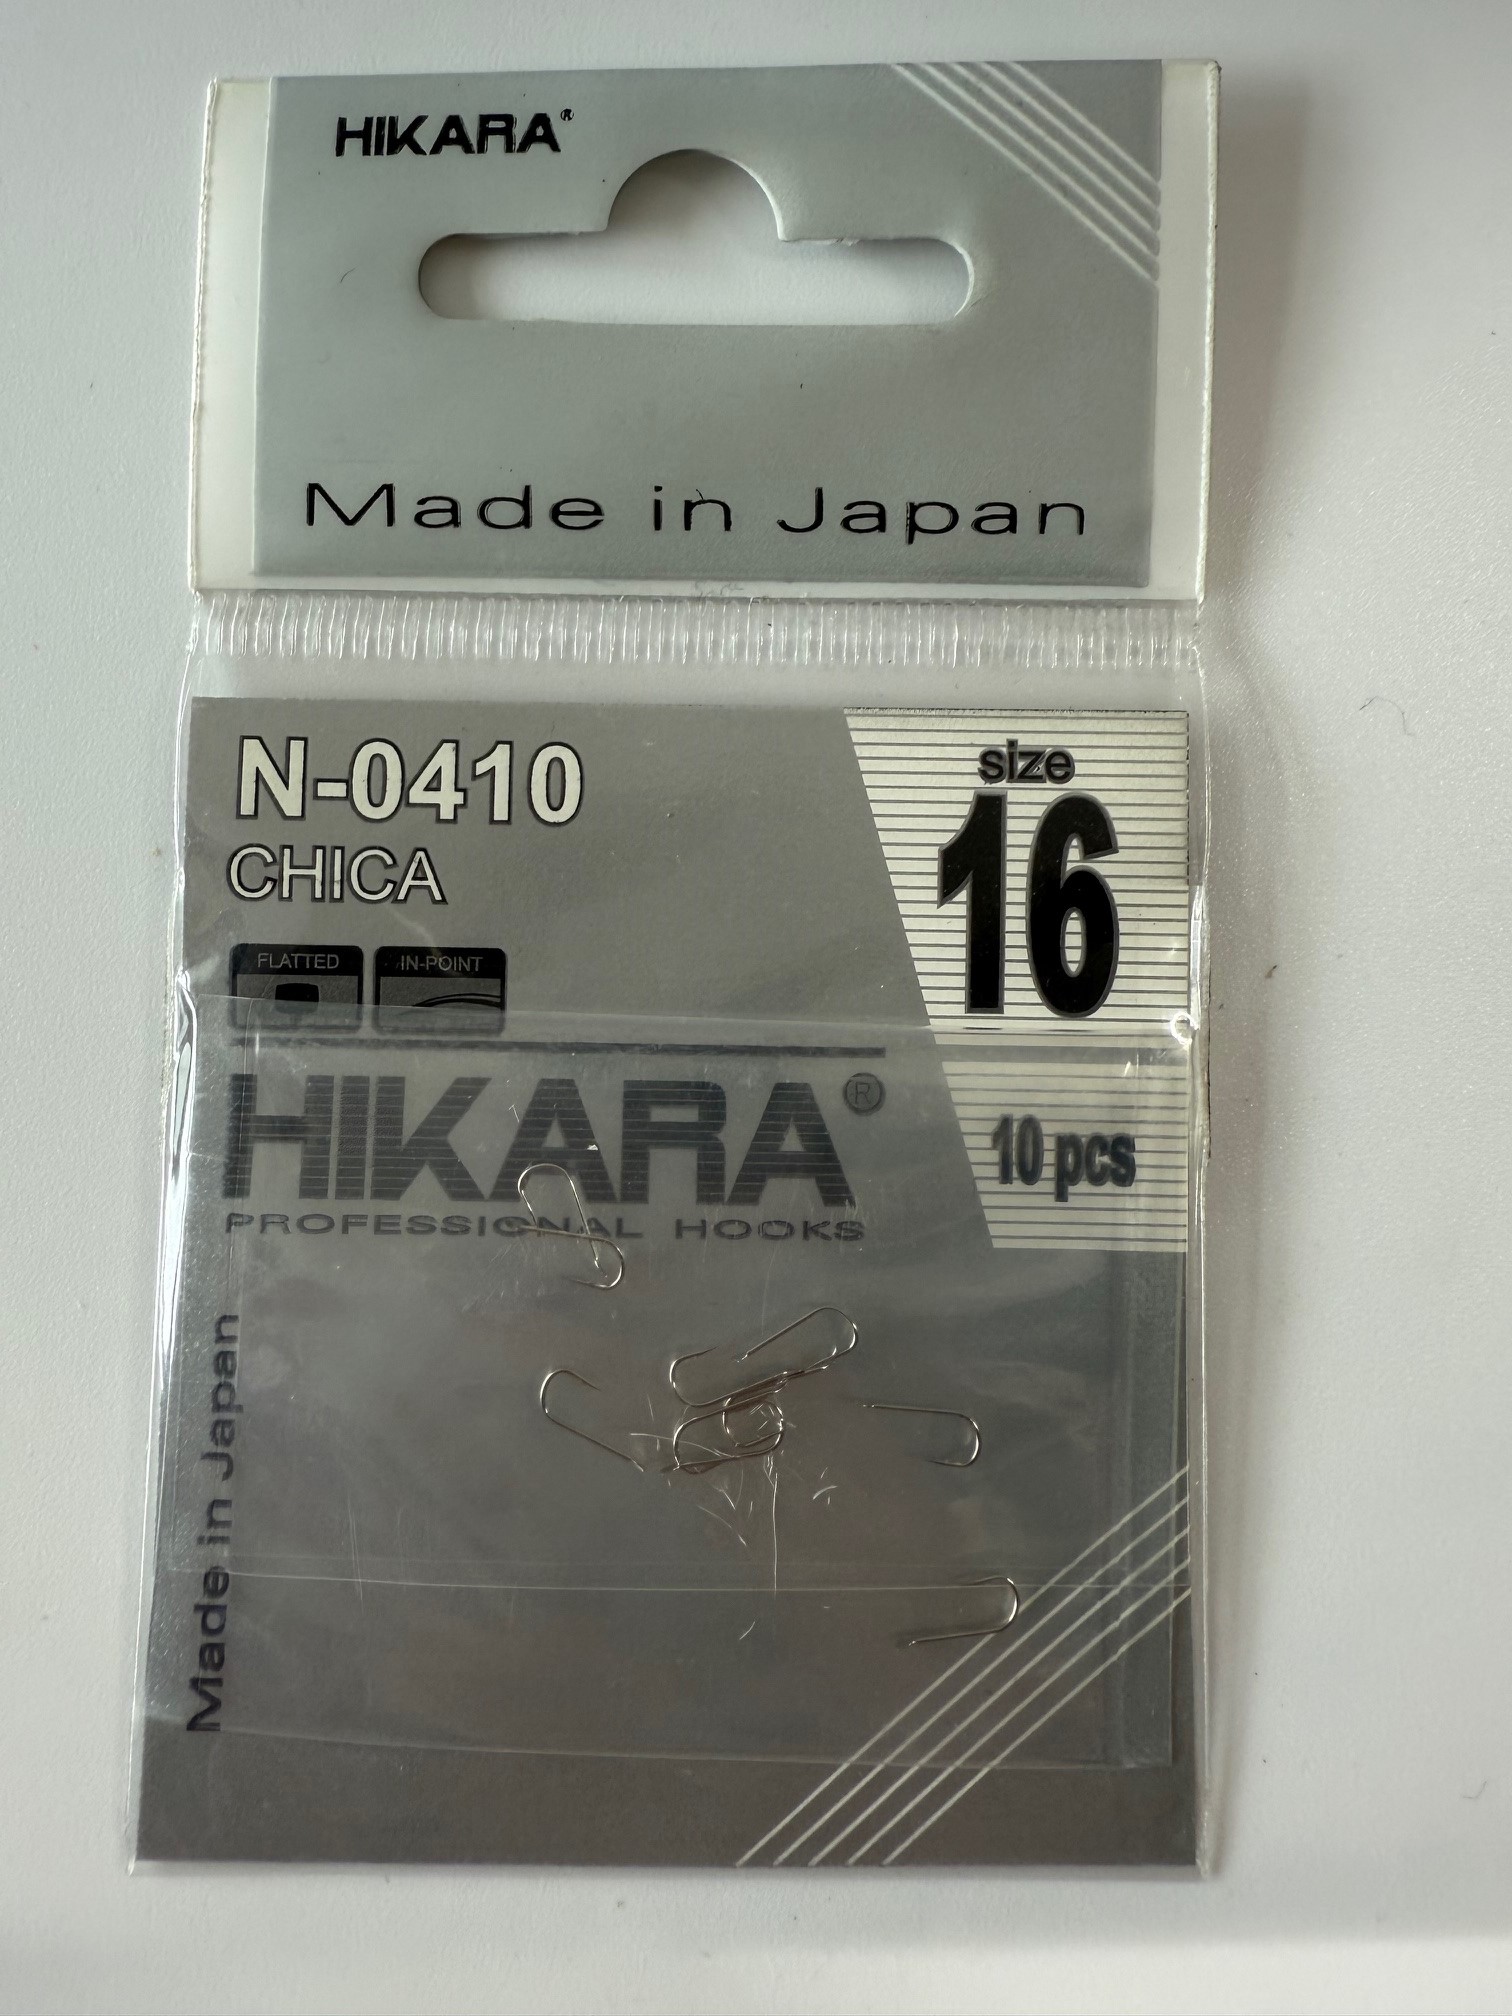 HIKARA®
Made in Japan
N-0410
CHICA
size
16
FLATTED
IN-POINT
HIKARA®
PROFESSIONAL HOOKS
10 pcs
Made in Japan